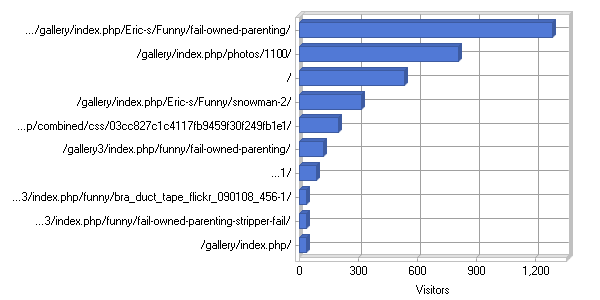 .../gallery/index.php/Eric-s/Funny/fail-owned-parenting/
/gallery/index.php/photos/1100/
/
/gallery/index.php/Eric-s/Funny/snowman-2/
...p/combined/css/03cc827c1c4117fb9459f30f249fb1e1/
/gallery3/index.php/funny/fail-owned-parenting/
...1/
...3/index.php/funny/bra_duct_tape_flickr_090108_456-1/
...3/index.php/funny/fail-owned-parenting-stripper-fail/
/gallery/index.php/
0 300 600 900 1,200
Visitors